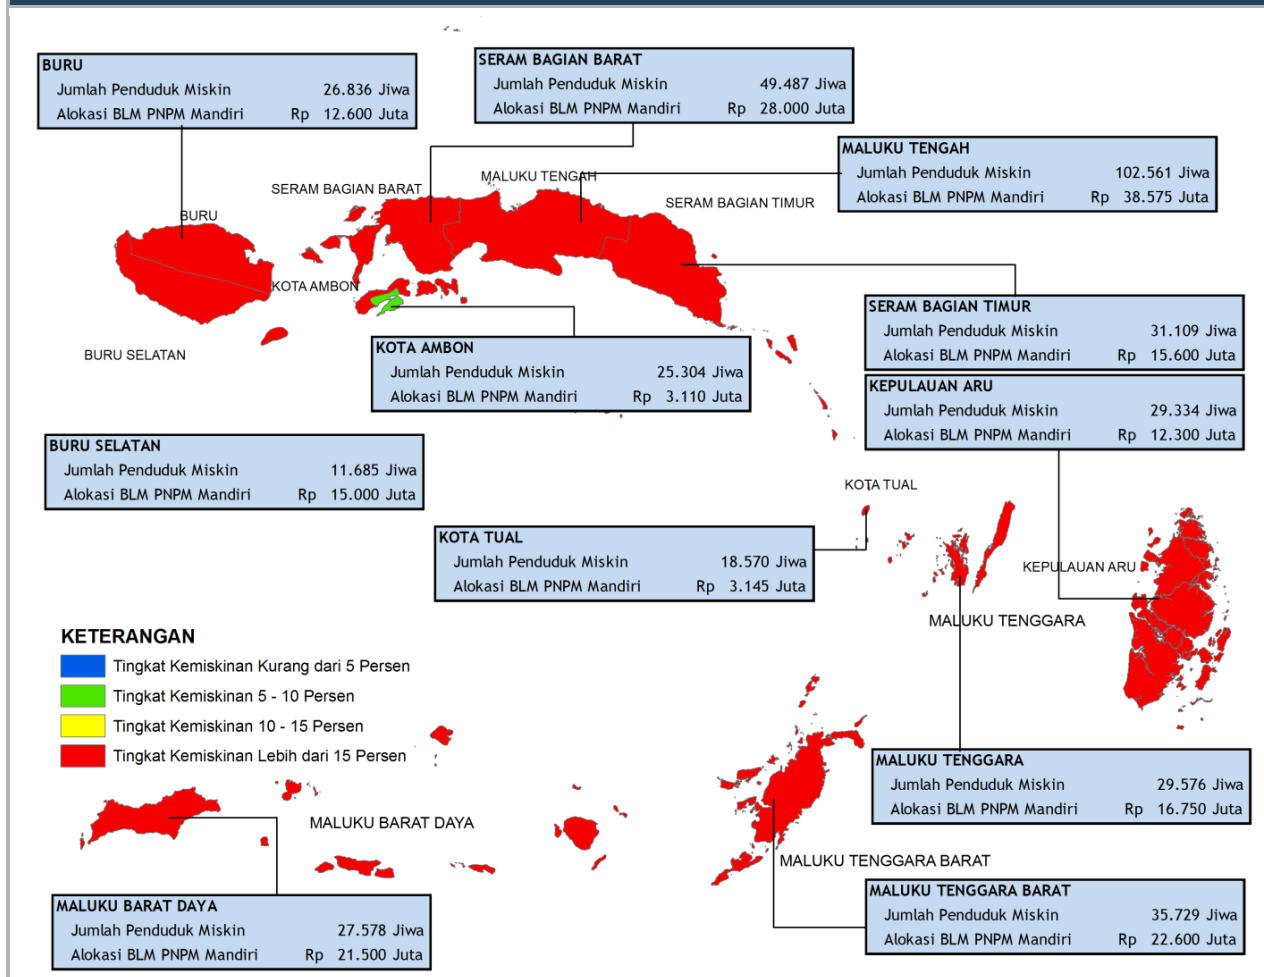 BURU
Jumlah Penduduk Miskin 26.836 Jiwa
Alokasi BLM PNPM Mandiri Rp 12.600 Juta
SERAM BAGIAN BARAT
Jumlah Penduduk Miskin 49.487 Jiwa
Alokasi BLM PNPM Mandiri Rp 28.000 Juta
MALUKU TENGAH
Jumlah Penduduk Miskin 102.561 Jiwa
Alokasi BLM PNPM Mandiri Rp 38.575 Juta
SERAM BAGIAN BARAT
MALUKU TENGAH
SERAM BAGIAN TIMUR
BURU
KOTA AMBON
BURU SELATAN
SERAM BAGIAN TIMUR
Jumlah Penduduk Miskin 31.109 Jiwa
Alokasi BLM PNPM Mandiri Rp 15.600 Juta
KOTA AMBON
Jumlah Penduduk Miskin 25.304 Jiwa
Alokasi BLM PNPM Mandiri Rp 3.110 Juta
KEPULAUAN ARU
Jumlah Penduduk Miskin 29.334 Jiwa
Alokasi BLM PNPM Mandiri Rp 12.300 Juta
BURU SELATAN
Jumlah Penduduk Miskin 11.685 Jiwa
Alokasi BLM PNPM Mandiri Rp 15.000 Juta
KOTA TUAL
KOTA TUAL
Jumlah Penduduk Miskin 18.570 Jiwa
Alokasi BLM PNPM Mandiri Rp 3.145 Juta
KEPULAUAN ARU
MALUKU TENGGARA
KETERANGAN
Tingkat Kemiskinan Kurang dari 5 Persen
Tingkat Kemiskinan 5 - 10 Persen
Tingkat Kemiskinan 10 - 15 Persen
Tingkat Kemiskinan Lebih dari 15 Persen
MALUKU TENGGARA
Jumlah Penduduk Miskin 29.576 Jiwa
Alokasi BLM PNPM Mandiri Rp 16.750 Juta
MALUKU BARAT DAYA
MALUKU TENGGARA BARAT
MALUKU TENGGARA BARAT
Jumlah Penduduk Miskin 35.729 Jiwa
Alokasi BLM PNPM Mandiri Rp 22.600 Juta
MALUKU BARAT DAYA
Jumlah Penduduk Miskin 27.578 Jiwa
Alokasi BLM PNPM Mandiri Rp 21.500 Juta